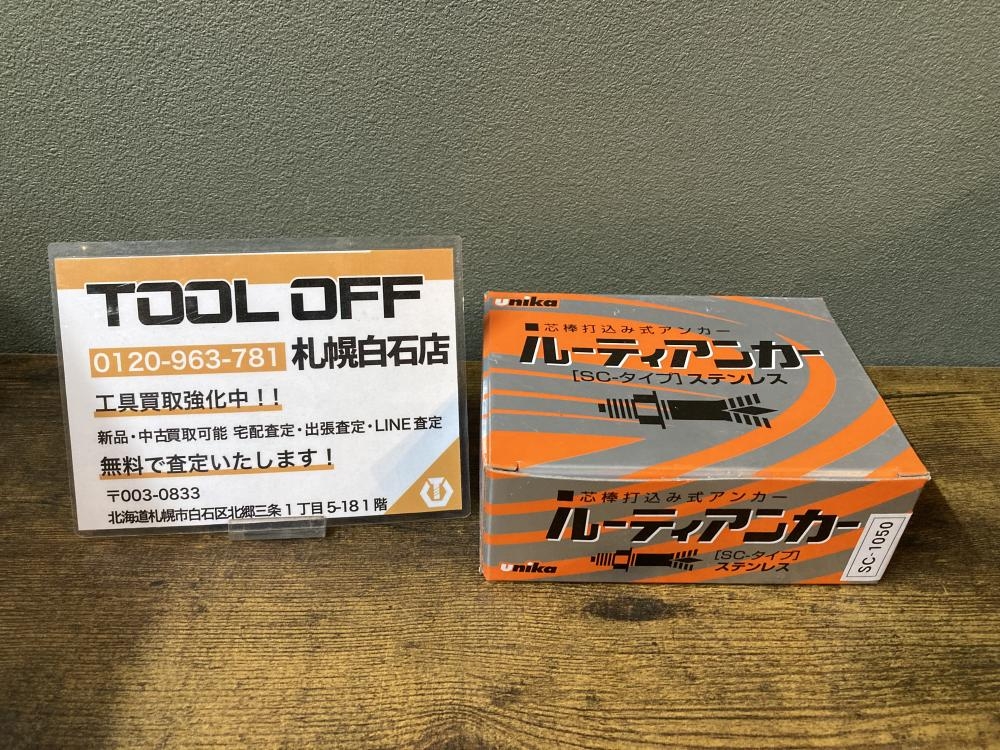 TOOL OFF
0120-963-781 札幌白石店
工具買取強化中！！
新品・中古買取可能 宅配査定・出張査定・LINE査定
無料で査定いたします！
〒003-0833
北海道札幌市白石区北郷三条1丁目5-18 1階
unika
■芯棒打込み式アンカー
ルーティアンカー
[SC-タイプ]ステンレス
■芯棒打込み式アンカー
ルーティアンカー
[SC-タイプ]
ステンレス
unika
SC-1050